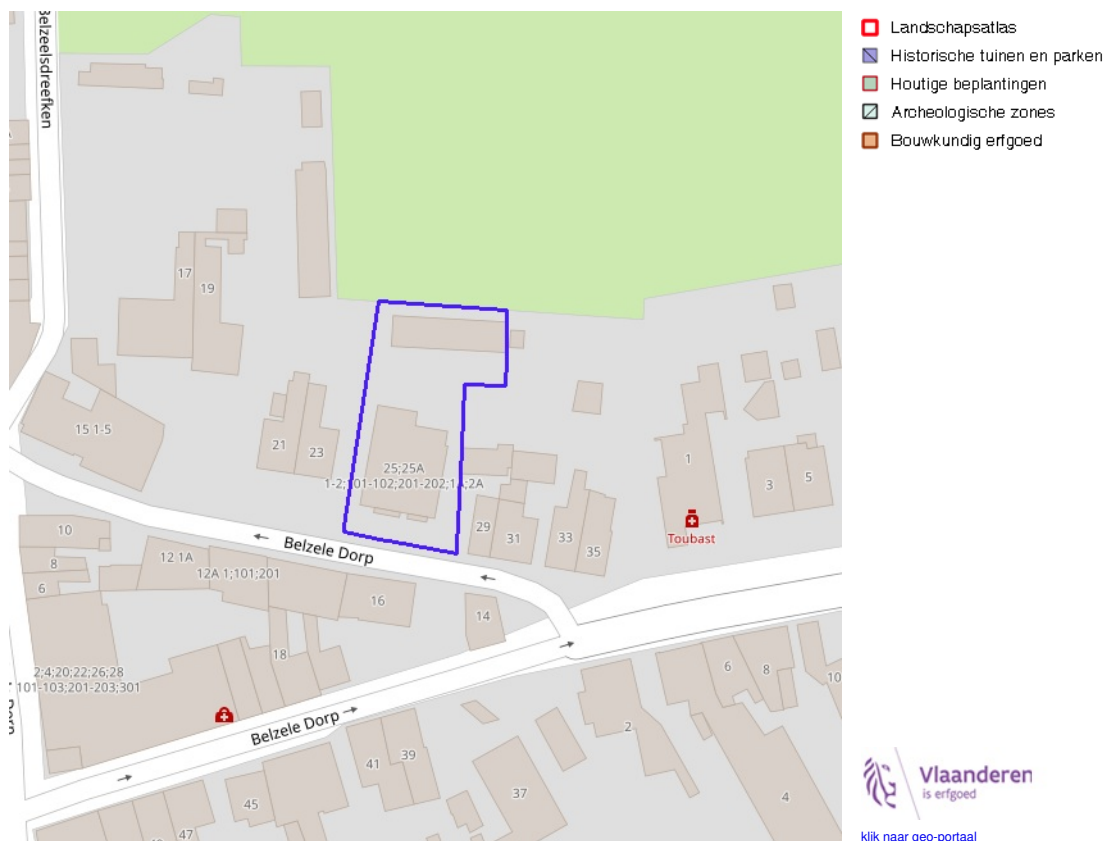 Belzeelsdreefken
17
19
15 1-5
21
23
25;25A
1-2;101-102;201-202;1A;2A
29
31
33
35
1
Toubast
3
5
10
8
6
12 1A
12A 1;101;201
16
14
Belzele Dorp
18
2;4;20;22;26;28
101-103;201-203;301
Belzele Dorp
41
39
45
47
37
2
6
8
10
4
Landschapsatlas
Historische tuinen en parken
Houtige beplantingen
Archeologische zones
Bouwkundig erfgoed
Vlaanderen
is erfgoed
klik naar geo-portaal